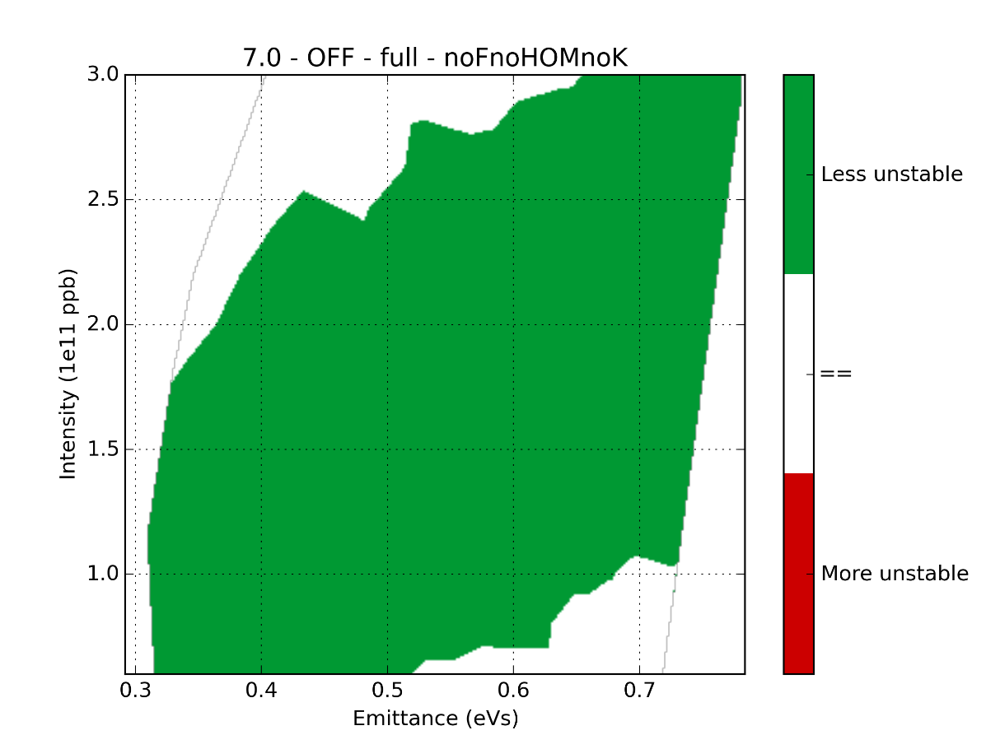 7.0 - OFF - full - noFnoHOMnoK
3.0
2.5
2.0
1.5
1.0
Intensity (1e11 ppb)
0.3 0.4 0.5 0.6 0.7
Emittance (eVs)
Less unstable
==
More unstable